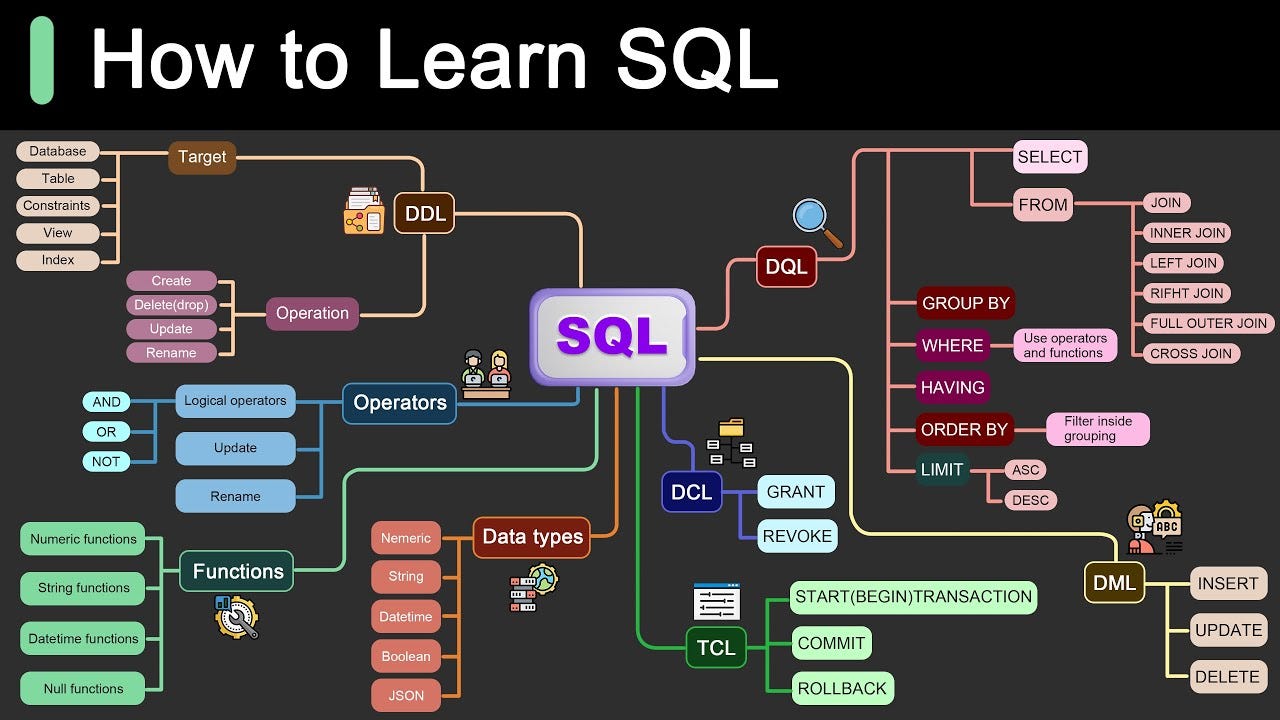 How to Learn SQL
SQL
DDL
Target
Database
Table
Constraints
View
Index
Operation
Create
Delete(drop)
Update
Rename
Operators
Logical operators
AND
OR
NOT
Update
Rename
Functions
Numeric functions
String functions
Datetime functions
Null functions
Data types
Nemeric
String
Datetime
Boolean
JSON
DQL
SELECT
FROM
JOIN
INNER JOIN
LEFT JOIN
RIFHT JOIN
FULL OUTER JOIN
CROSS JOIN
GROUP BY
WHERE
Use operators
and functions
HAVING
ORDER BY
Filter inside
grouping
LIMIT
ASC
DESC
DCL
GRANT
REVOKE
TCL
START(BEGIN)TRANSACTION
COMMIT
ROLLBACK
DML
ABC
INSERT
UPDATE
DELETE